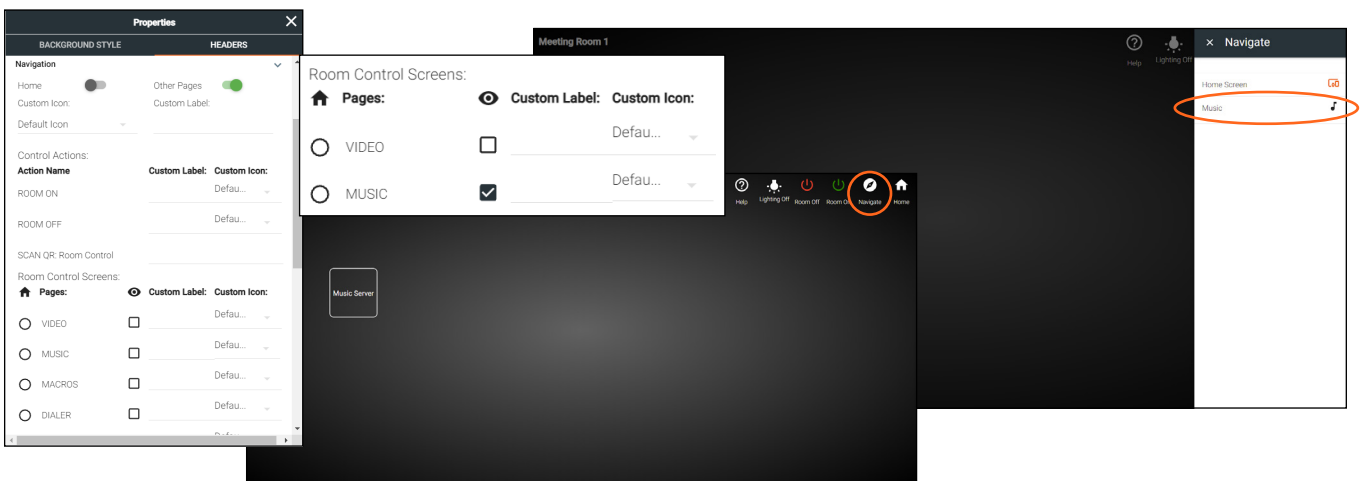 Properties
BACKGROUND STYLE HEADERS
Navigation
Home Other Pages
Custom Icon: Custom Label:
Default Icon
Control Actions:
Action Name Custom Label: Custom Icon:
ROOM ON Defau...
ROOM OFF Defau...
SCAN QR: Room Control
Room Control Screens:
Pages: Custom Label: Custom Icon:
VIDEO Defau...
MUSIC Defau...
MACROS Defau...
DIALER Defau...
Room Control Screens:
Pages: Custom Label: Custom Icon:
VIDEO Defau...
MUSIC Defau...
Help Lighting Off Room Off Room On Navigate Home
Music Server
Meeting Room 1
Help Lighting Off
× Navigate
Home Screen
Music